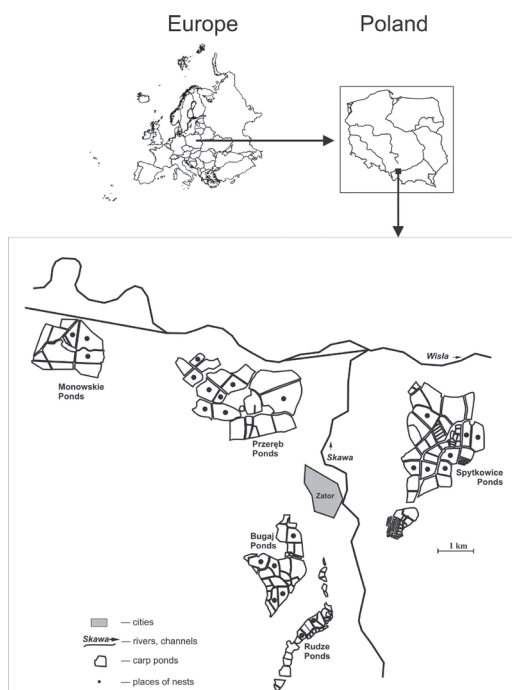 Europe
Poland
Wisła
Monowskie
Ponds
Przeręb
Ponds
Skawa
Spytkowice
Ponds
Zator
1 km
Bugaj
Ponds
Rudze
Ponds
— cities
Skawa — rivers, channels
— carp ponds
— places of nests